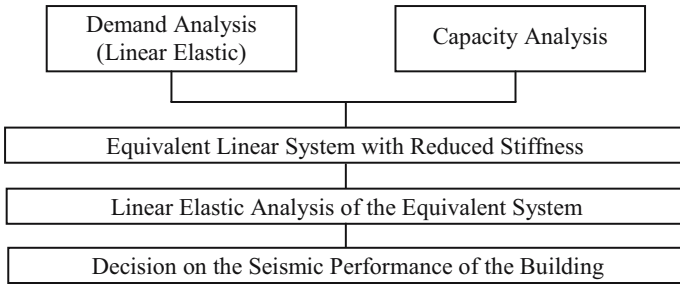 Demand Analysis
(Linear Elastic)
Capacity Analysis
Equivalent Linear System with Reduced Stiffness
Linear Elastic Analysis of the Equivalent System
Decision on the Seismic Performance of the Building